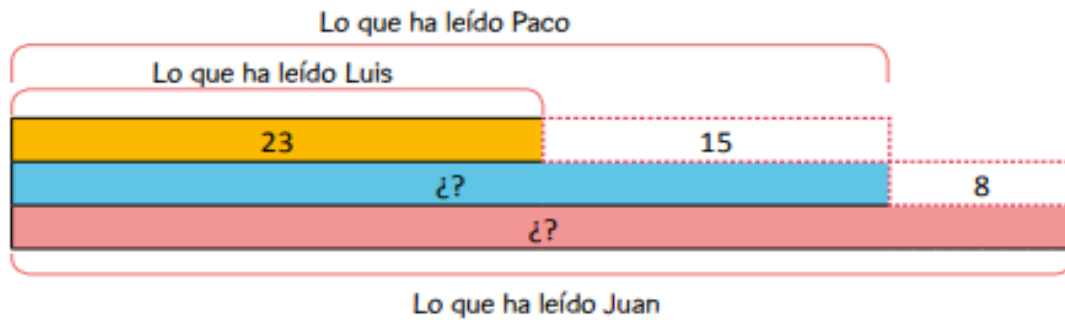 Lo que ha leído Paco
Lo que ha leído Luis
23 15
¿? 8
¿?
Lo que ha leído Juan